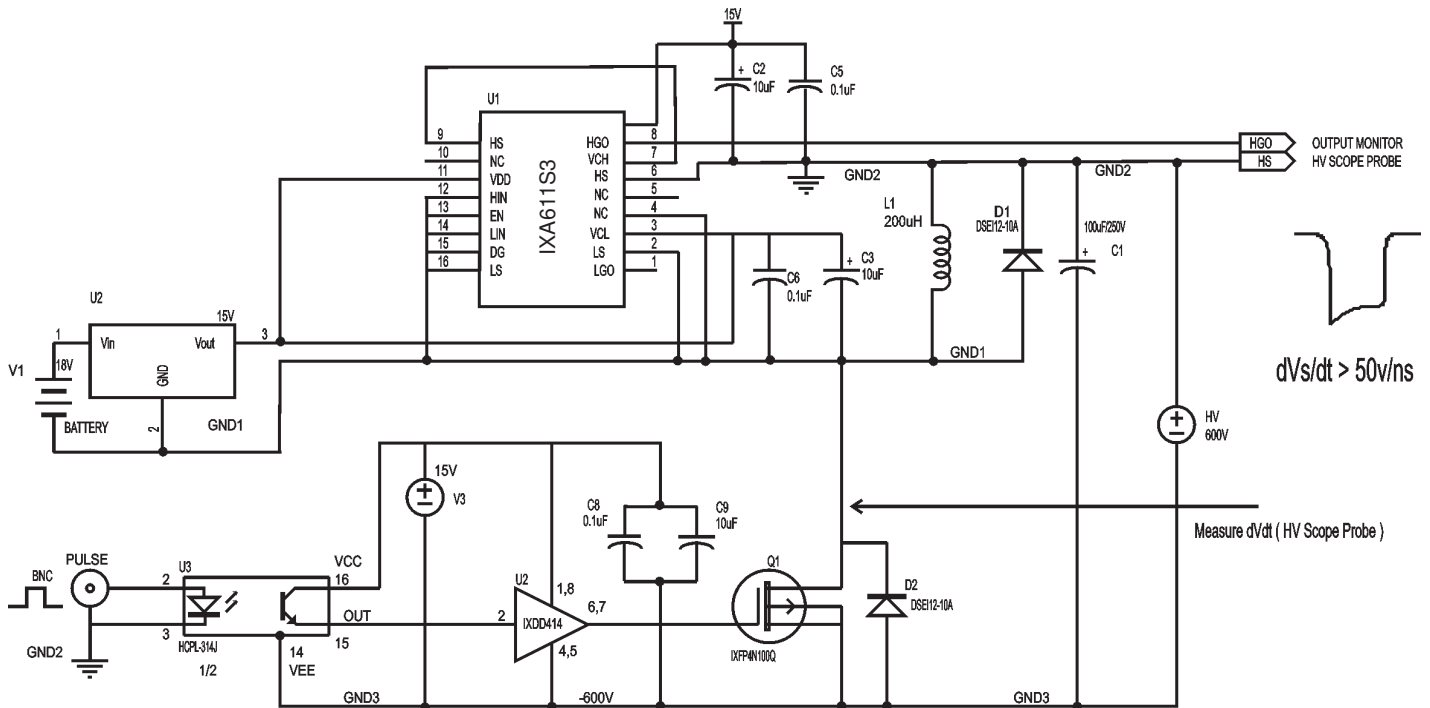 15V
C2
+
10uF
C5
0.1uF
U1
IXA611S3
9
HS
10
NC
11
VDD
12
HIN
13
EN
14
LIN
15
DG
16
LS
HGO
8
VCH
7
HS
6
NC
5
NC
4
VCL
3
LS
2
LGO
1
HGO
OUTPUT MONITOR
HS
HV SCOPE PROBE
GND2
GND2
L1
200uH
D1
DSEI12-10A
100uF/250V
+
C1
C6
0.1uF
+
C3
10uF
GND1
dVs/dt > 50v/ns
U2
15V
1
Vin
Vout
3
GND
2
V1
18V
BATTERY
GND1
HV
600V
+
15V
+
V3
C8
0.1uF
C9
10uF
Measure dVdt ( HV Scope Probe )
BNC
PULSE
U3
2
3
GND2
HCPL-314J
1/2
VCC
16
OUT
15
14
VEE
U2
2
1,8
IXDD414
6,7
4,5
Q1
IXFP4N100Q
D2
DSEI12-10A
GND3
-600V
GND3